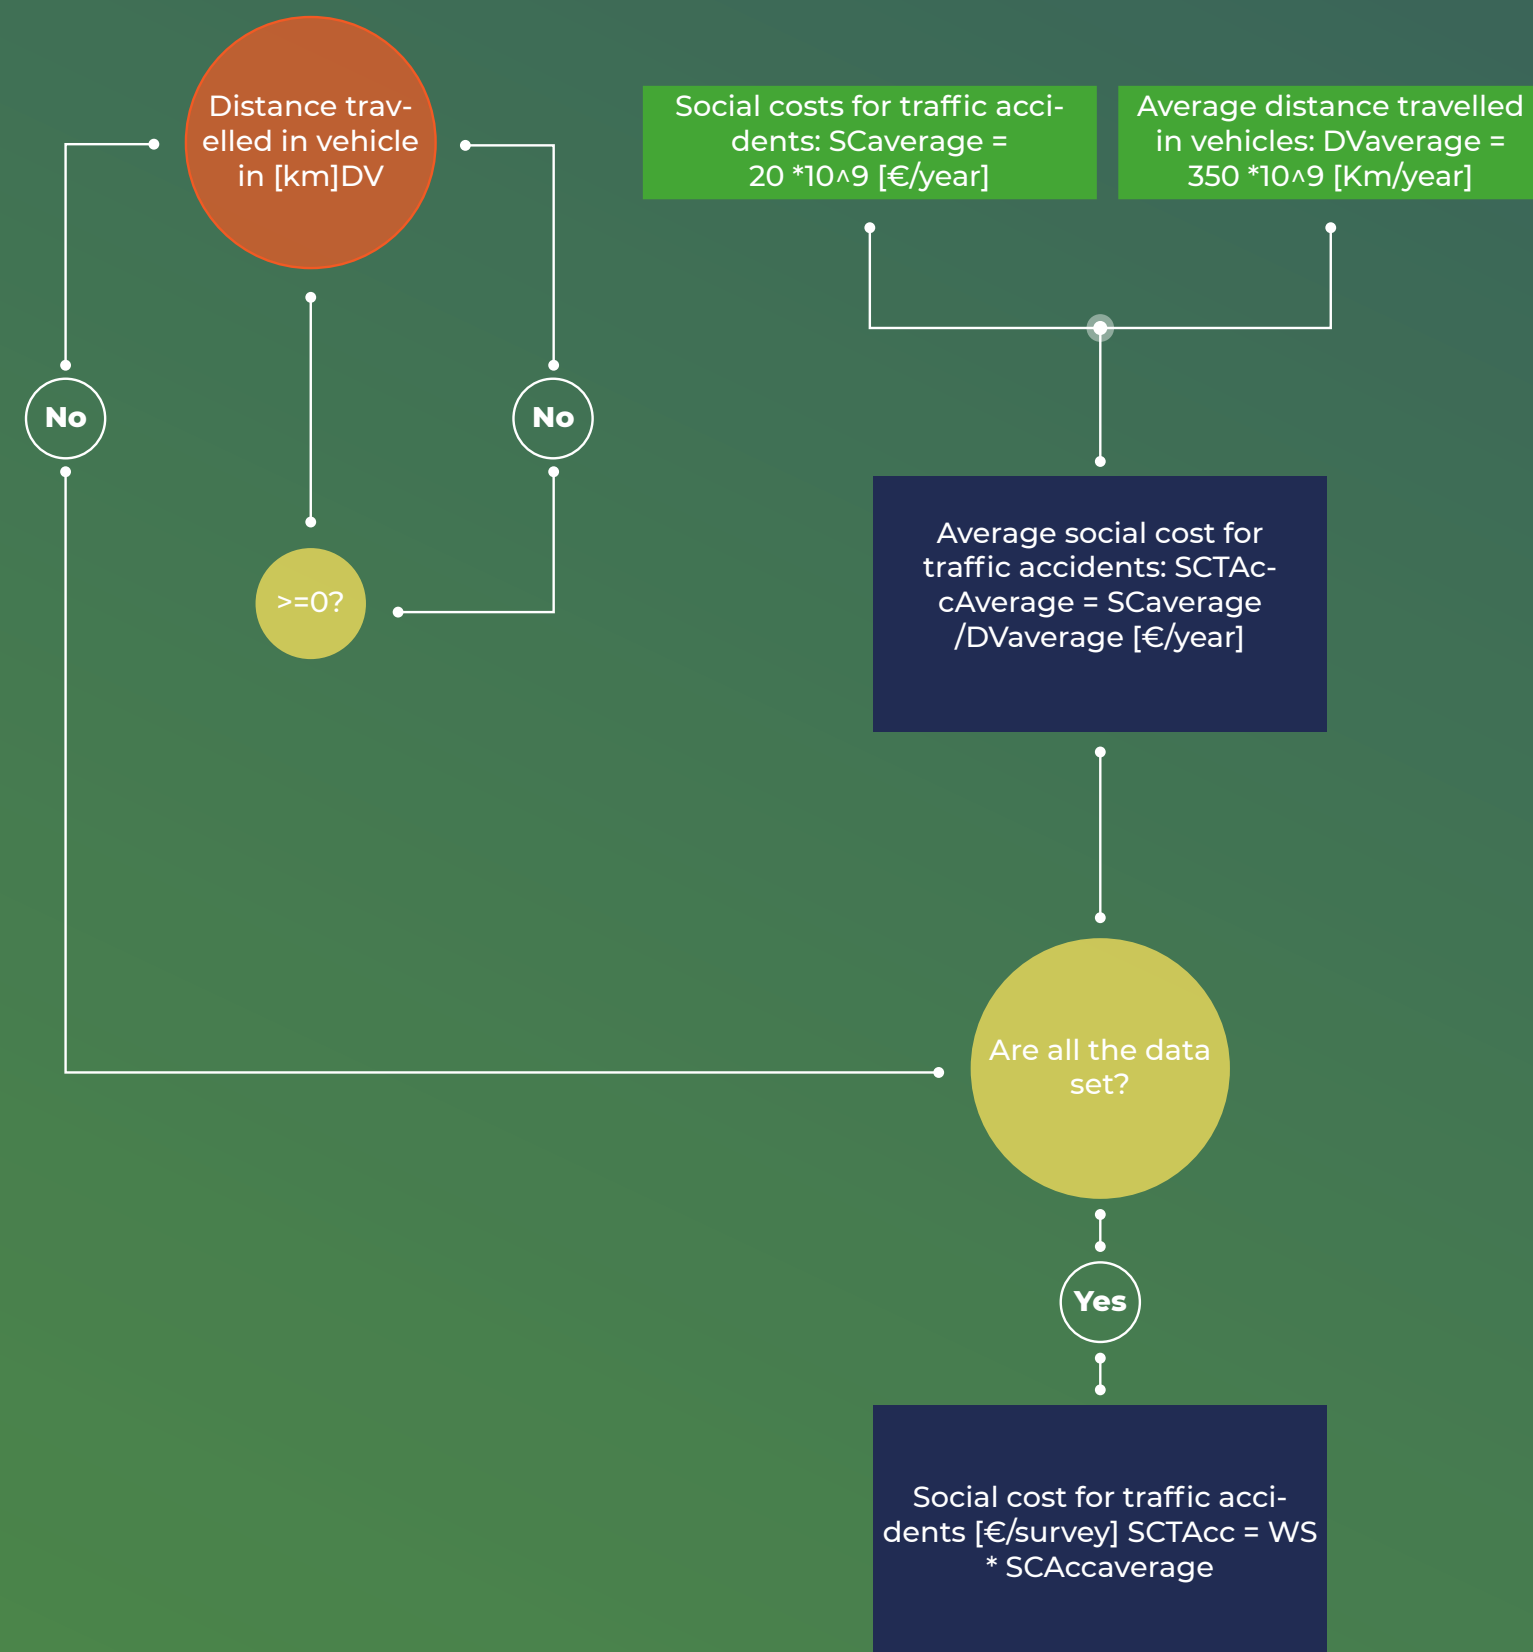 Distance trav-
elled in vehicle
in [km]DV
Social costs for traffic acci-
dents: SCaverage =
20 *10^9 [€/year]
Average distance travelled
in vehicles: DVaverage =
350 *10^9 [Km/year]
No
No
>=0?
Average social cost for
traffic accidents: SCTAc-
cAverage = SCaverage
/DVaverage [€/year]
Are all the data
set?
Yes
Social cost for traffic acci-
dents [€/survey] SCTAcc = WS
* SCAccaverage